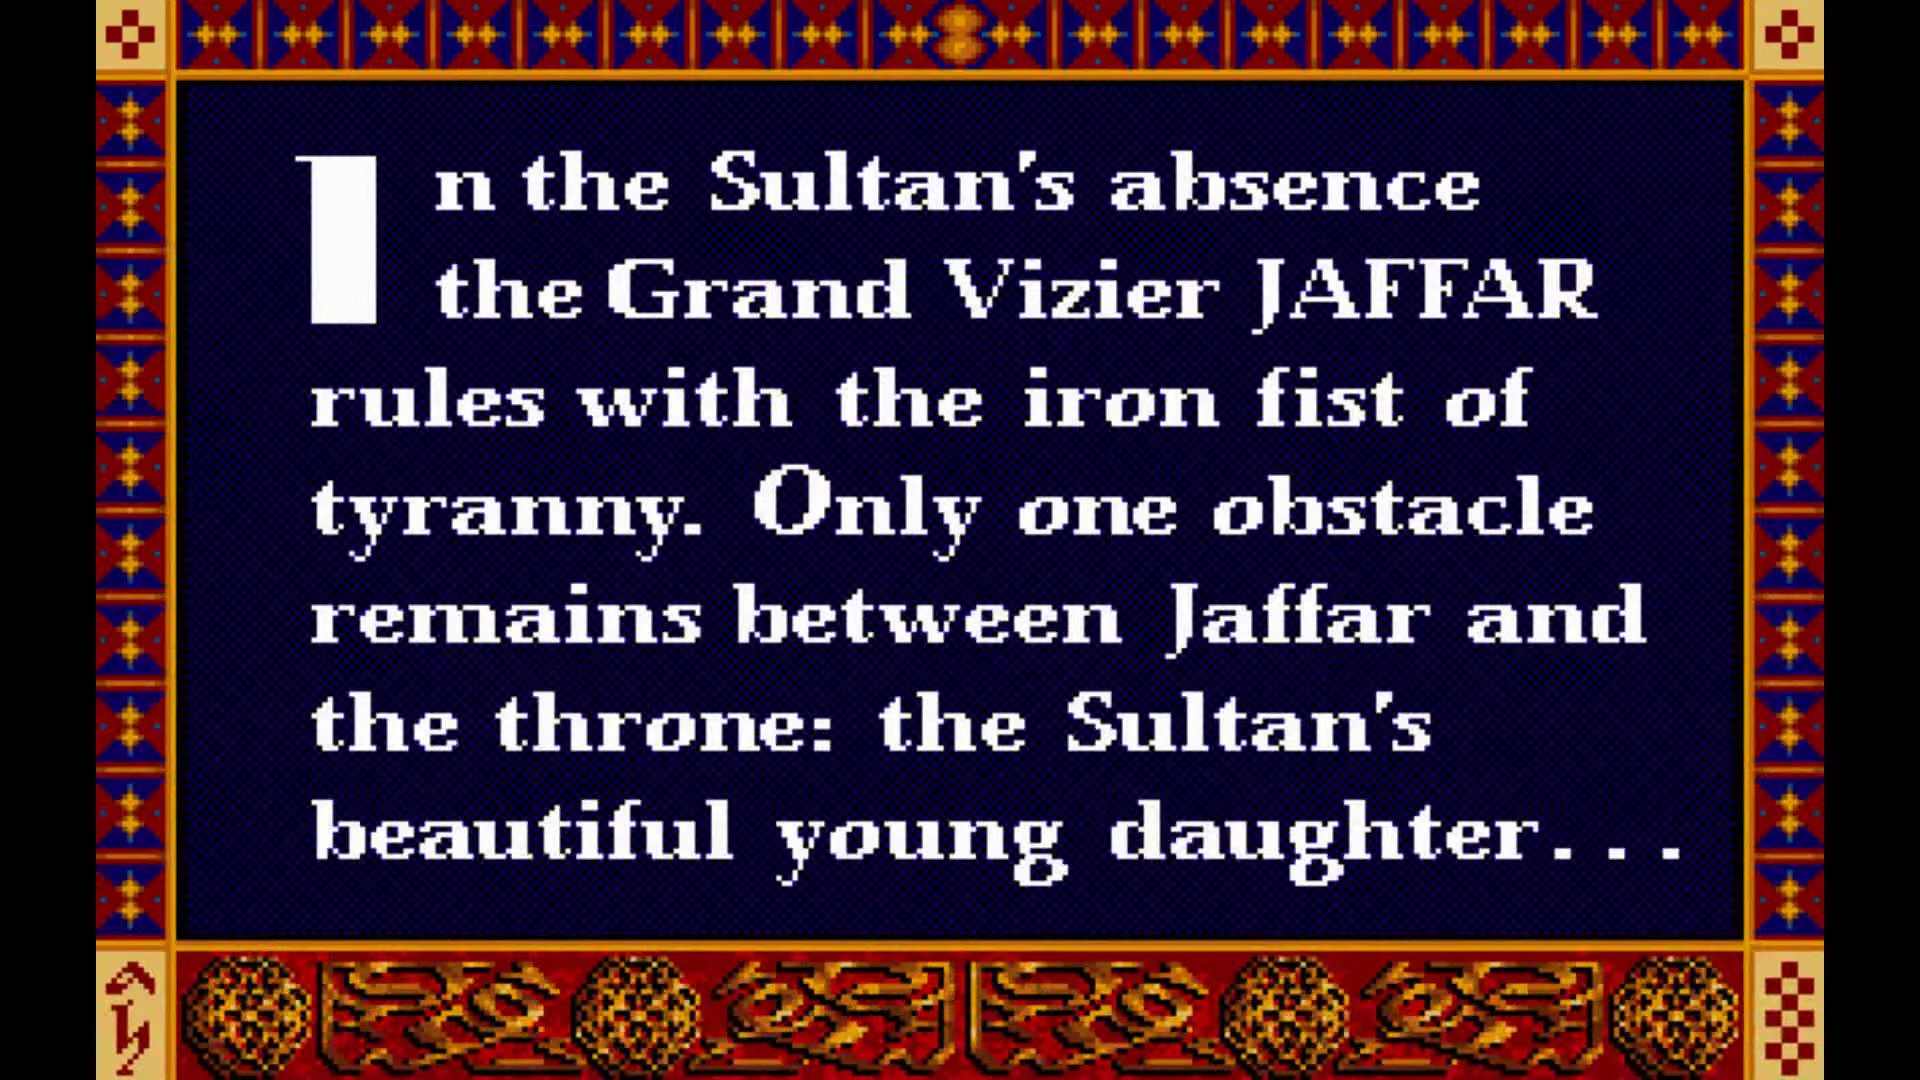 In the Sultan's absence
the Grand Vizier JAFFAR
rules with the iron fist of
tyranny. Only one obstacle
remains between Jaffar and
the throne: the Sultan's
beautiful young daughter...